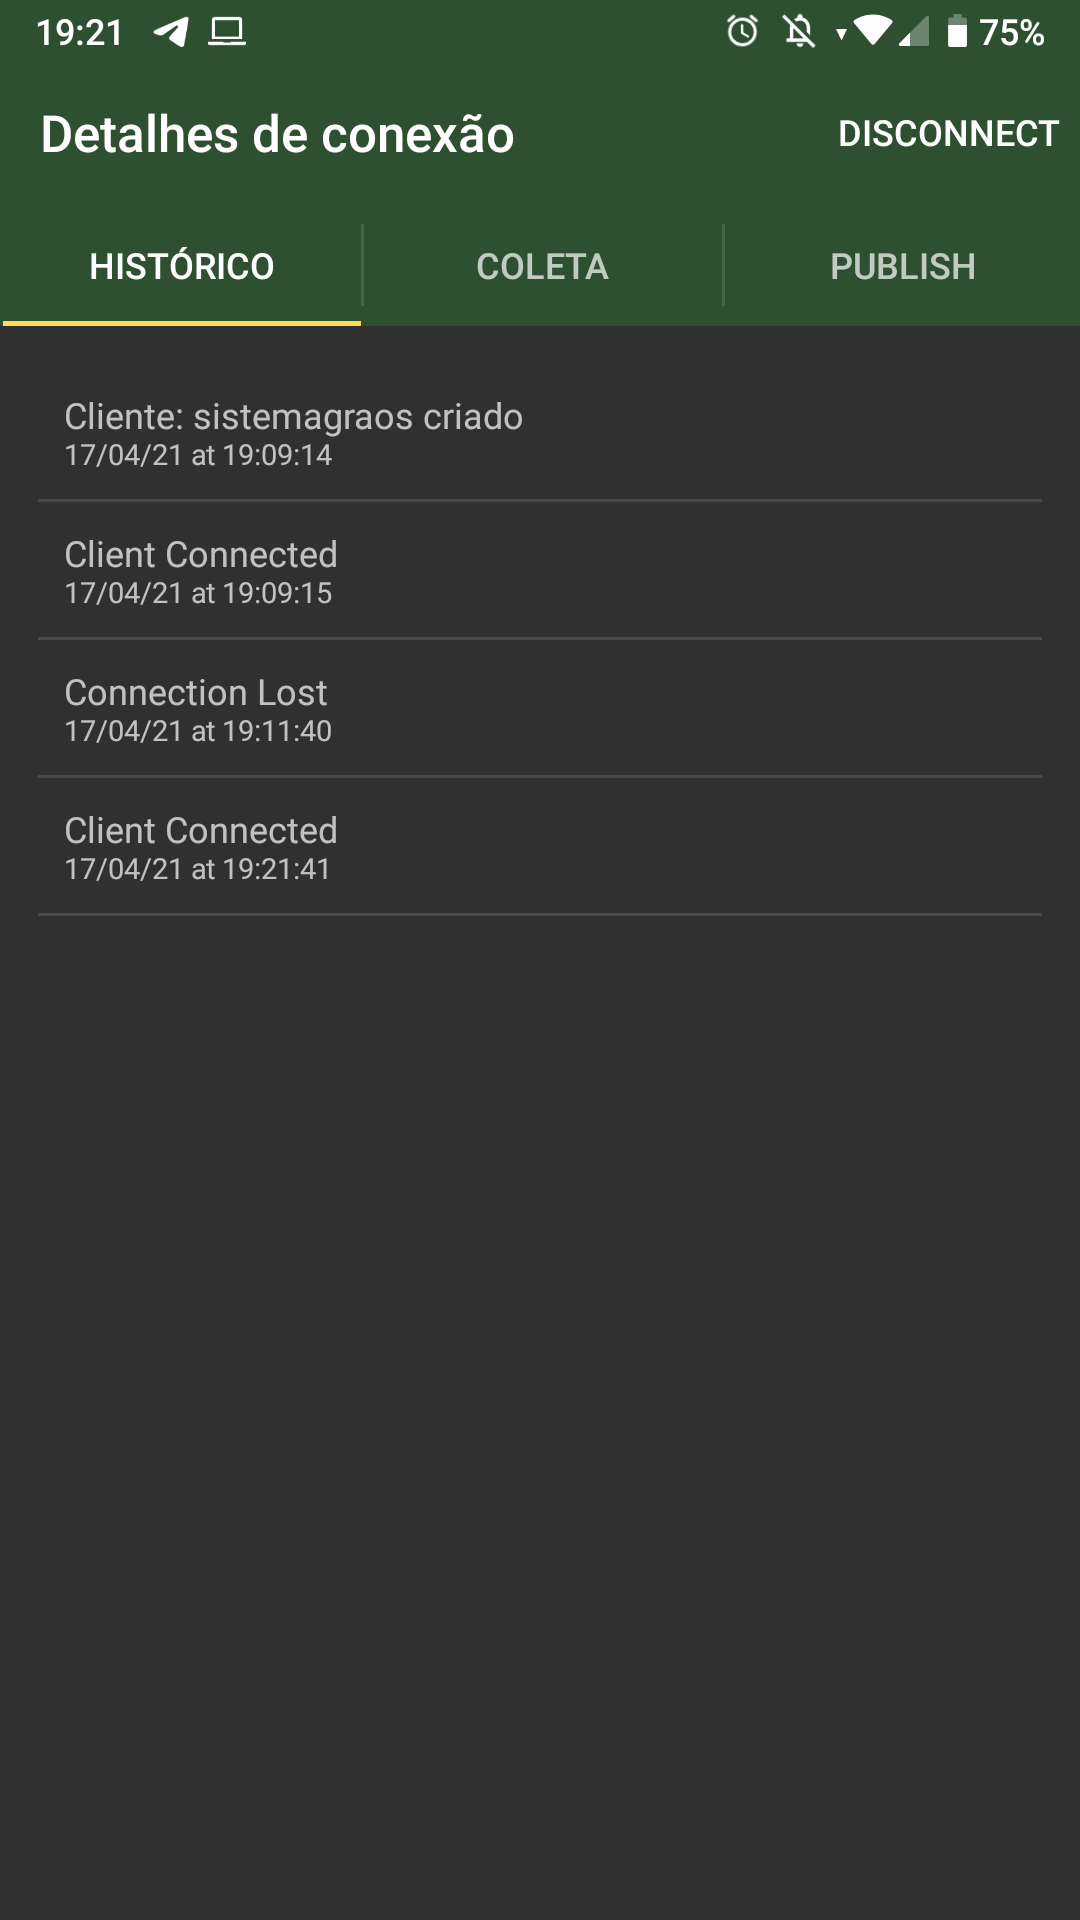 19:21
75%
Detalhes de conexão
DISCONNECT
HISTÓRICO
COLETA
PUBLISH
Cliente: sistemagraos criado
17/04/21 at 19:09:14
Client Connected
17/04/21 at 19:09:15
Connection Lost
17/04/21 at 19:11:40
Client Connected
17/04/21 at 19:21:41